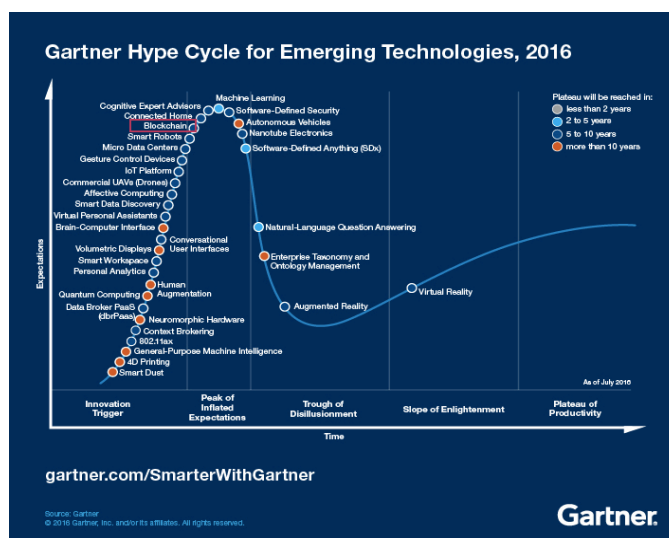 Gartner Hype Cycle for Emerging Technologies, 2016
Plateau will be reached in:
less than 2 years
2 to 5 years
5 to 10 years
more than 10 years
Expectations
Machine Learning
Cognitive Expert Advisors
Software-Defined Security
Connected Home
Autonomous Vehicles
Blockchain
Nanotube Electronics
Smart Robots
Software-Defined Anything (SDx)
Micro Data Centers
Gesture Control Devices
IoT Platform
Commercial UAVs (Drones)
Affective Computing
Smart Data Discovery
Virtual Personal Assistants
Natural-Language Question Answering
Brain-Computer Interface
Conversational
User Interfaces
Volumetric Displays
Enterprise Taxonomy and
Ontology Management
Smart Workspace
Personal Analytics
Human
Augmentation
Virtual Reality
Quantum Computing
Augmented Reality
Data Broker PaaS
(dbrPaas)
Neuromorphic Hardware
Context Brokering
802.11ax
General-Purpose Machine Intelligence
4D Printing
Smart Dust
As of July 2016
Innovation
Trigger
Peak of
Inflated
Expectations
Trough of
Disillusionment
Slope of Enlightenment
Plateau of
Productivity
Time
gartner.com/SmarterWithGartner
Source: Gartner
© 2016 Gartner, Inc. and/or its affiliates. All rights reserved.
Gartner.